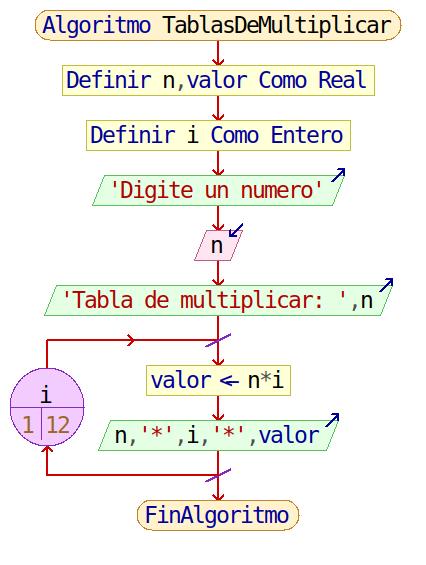 Algoritmo TablasDeMultiplicar
Definir n,valor Como Real
Definir i Como Entero
'Digite un numero'
n
'Tabla de multiplicar: ',n
i
1 12
valor ← n*i
n,'*',i,'*',valor
FinAlgoritmo